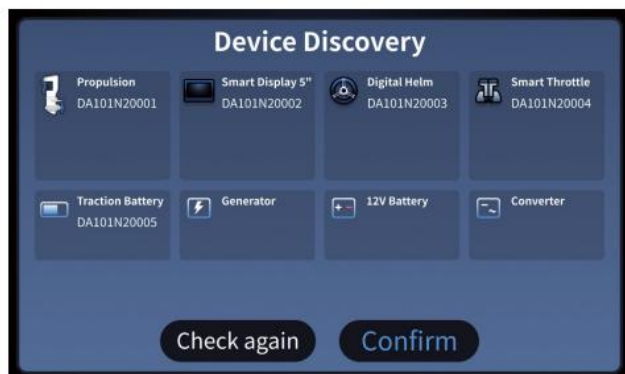 Device Discovery
Propulsion
DA101N20001
Smart Display 5"
DA101N20002
Digital Helm
DA101N20003
Smart Throttle
DA101N20004
Traction Battery
DA101N20005
Generator
12V Battery
Converter
Check again
Confirm